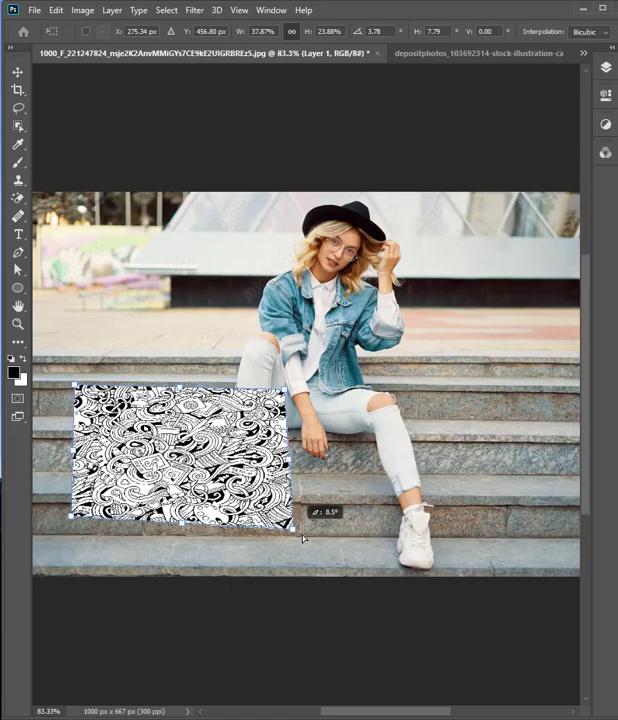 Ps File Edit Image Layer Type Select Filter 3D View Window Help
X: 275.34 px Y: 456.80 px W: 37.87% H: 23.88% 3.78 ° H: 7.79 ° V: 0.00 ° Interpolation: Bicubic
1000_F_221247824_nsje2K2AnvMMiGYs7CE9kE2UIGRBREz5.jpg @ 83.3% (Layer 1, RGB/8#) * × depositphotos_103692314-stock-illustration-ca
8.5°
83.33% 1000 px x 667 px (300 ppi)